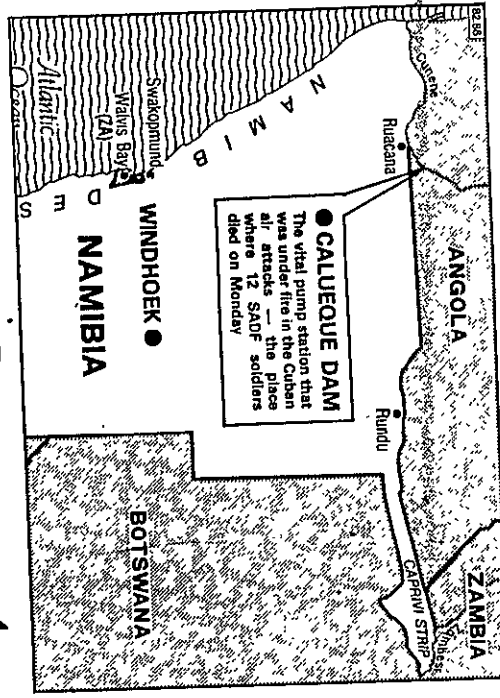 Cunene
Ruacana
ANGOLA
ZAMBIA
Rundu
CAPRIVI STRIP
● CALUEQUE DAM
The vital pump station that
was under fire in the Cuban
air attacks — the place
where 12 SADF soldiers
died on Monday
NAMIB
DES
Swakopmund
Walvis Bay
(ZA)
WINDHOEK ●
NAMIBIA
BOTSWANA
Atlantic